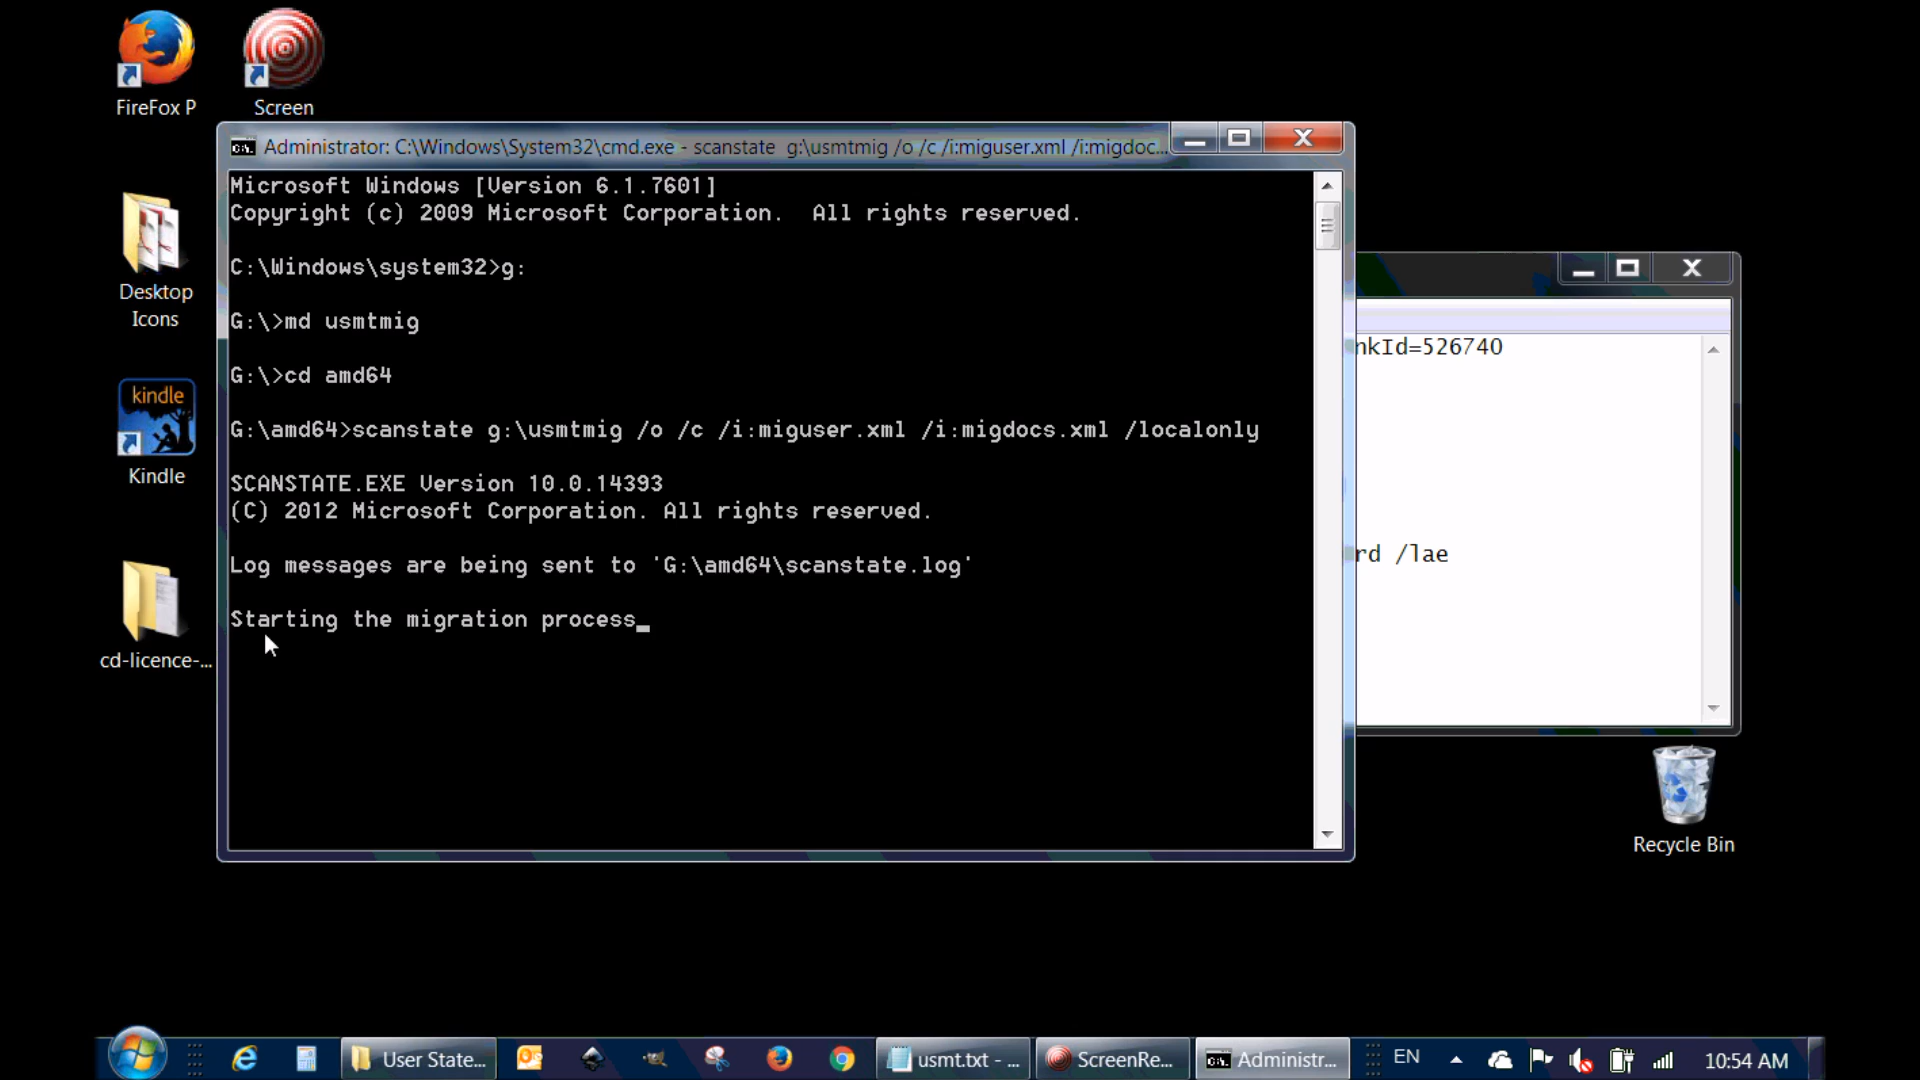 FireFox P
Screen
Administrator: C:\Windows\System32\cmd.exe - scanstate g:\usmtmig /o /c /i:miguser.xml /i:migdoc...
Microsoft Windows [Version 6.1.7601]
Copyright (c) 2009 Microsoft Corporation. All rights reserved.
C:\Windows\system32>g:
G:\>md usmtmig
G:\>cd amd64
G:\amd64>scanstate g:\usmtmig /o /c /i:miguser.xml /i:migdocs.xml /localonly
SCANSTATE.EXE Version 10.0.14393
(C) 2012 Microsoft Corporation. All rights reserved.
Log messages are being sent to 'G:\amd64\scanstate.log'
Starting the migration process_
nkId=526740
rd /lae
Desktop
Icons
kindle
Kindle
cd-licence-...
Recycle Bin
User State...
usmt.txt - ...
ScreenRe...
Administr...
EN
10:54 AM